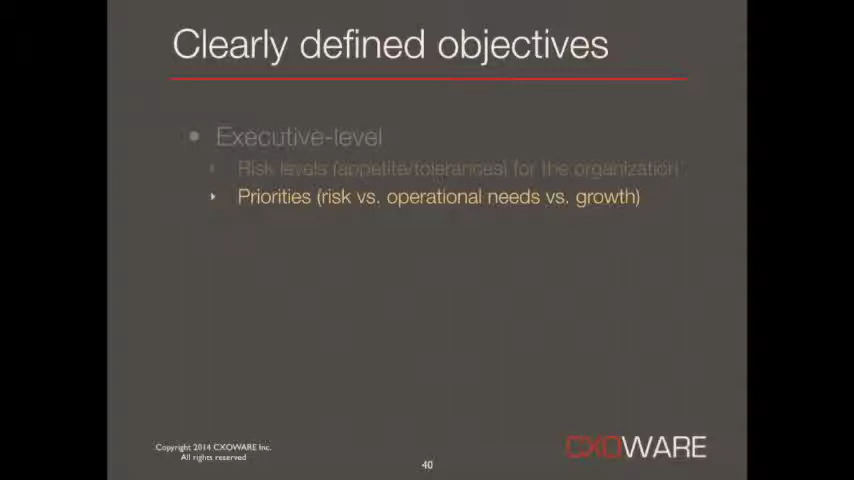 Clearly defined objectives
• Executive-level
‣ Risk levels (appetite/tolerances) for the organization
‣ Priorities (risk vs. operational needs vs. growth)
Copyright 2014 CXOWARE Inc.
All rights reserved
40
CXOWARE